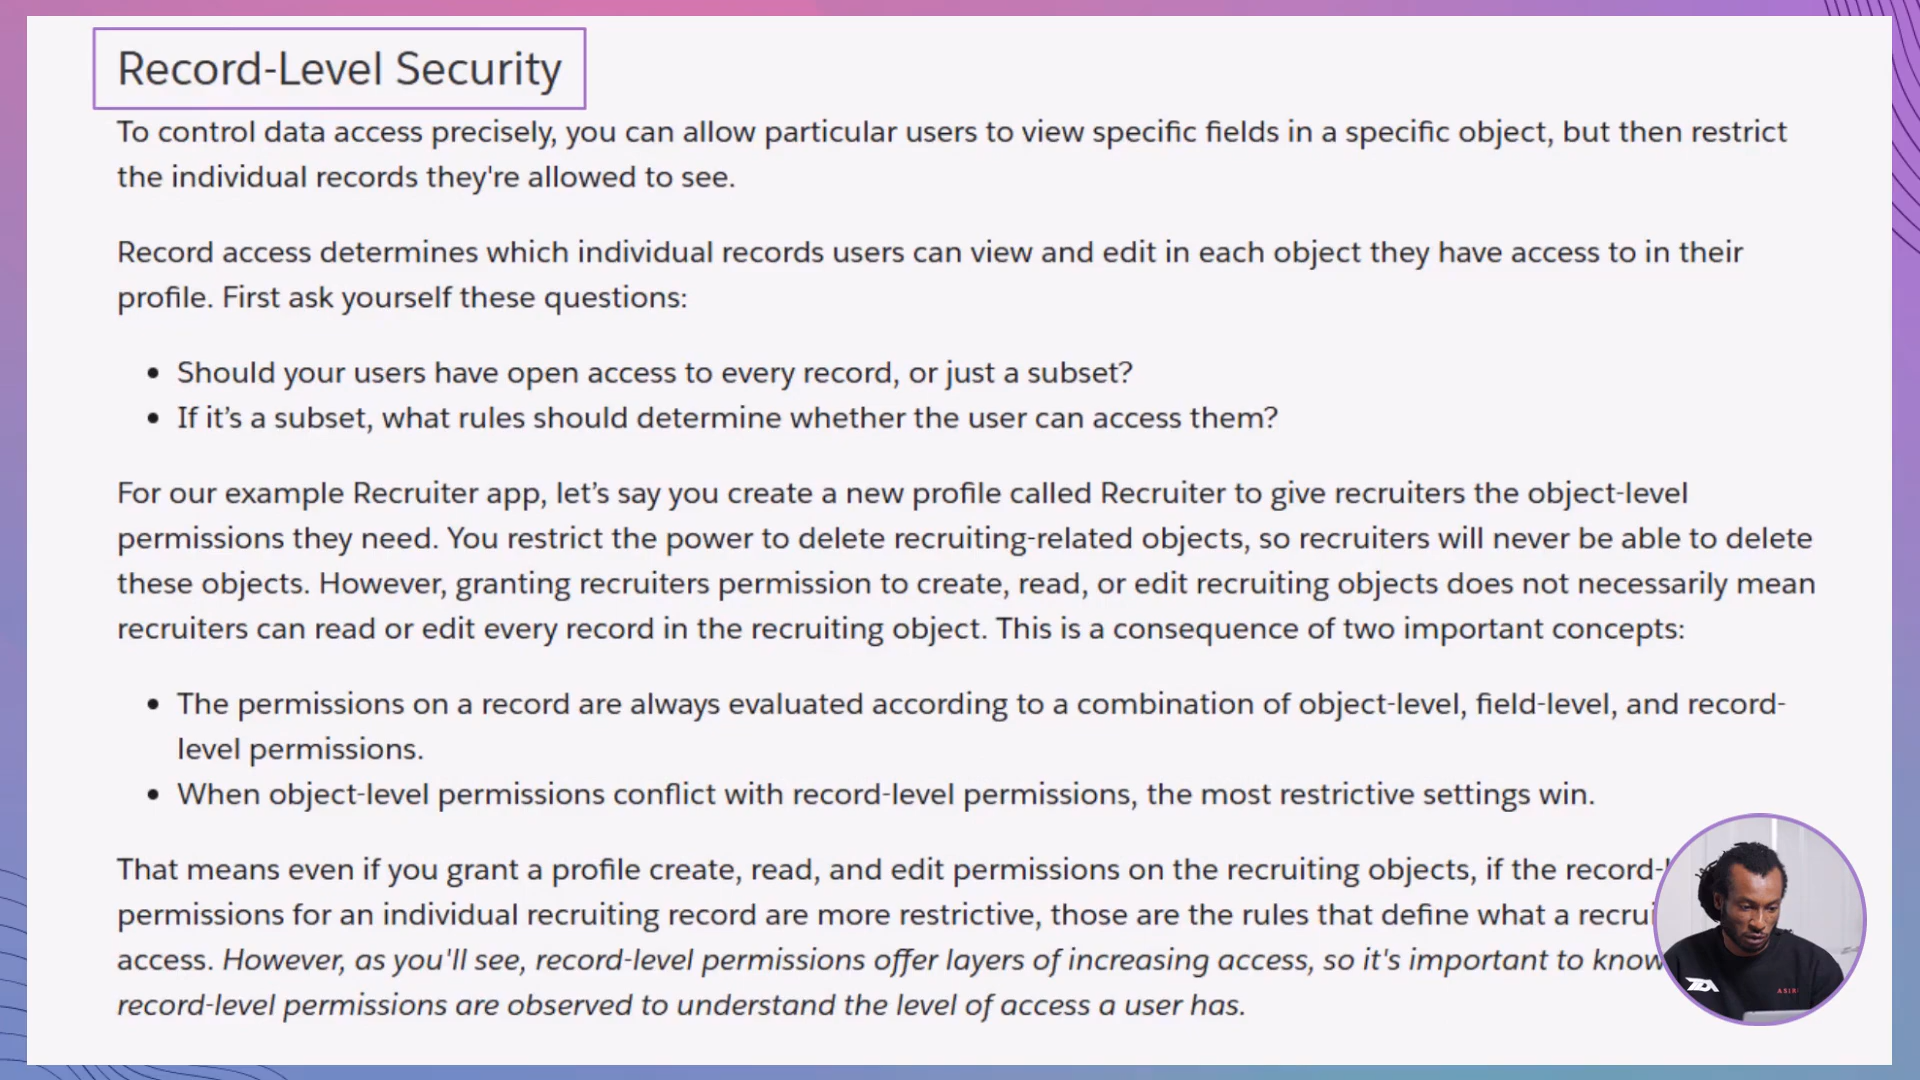 Record-Level Security
To control data access precisely, you can allow particular users to view specific fields in a specific object, but then restrict
the individual records they're allowed to see.
Record access determines which individual records users can view and edit in each object they have access to in their
profile. First ask yourself these questions:
• Should your users have open access to every record, or just a subset?
• If it’s a subset, what rules should determine whether the user can access them?
For our example Recruiter app, let’s say you create a new profile called Recruiter to give recruiters the object-level
permissions they need. You restrict the power to delete recruiting-related objects, so recruiters will never be able to delete
these objects. However, granting recruiters permission to create, read, or edit recruiting objects does not necessarily mean
recruiters can read or edit every record in the recruiting object. This is a consequence of two important concepts:
• The permissions on a record are always evaluated according to a combination of object-level, field-level, and record-
level permissions.
• When object-level permissions conflict with record-level permissions, the most restrictive settings win.
That means even if you grant a profile create, read, and edit permissions on the recruiting objects, if the record-
permissions for an individual recruiting record are more restrictive, those are the rules that define what a
access. However, as you'll see, record-level permissions offer layers of increasing access, so it's important to know
record-level permissions are observed to understand the level of access a user has.